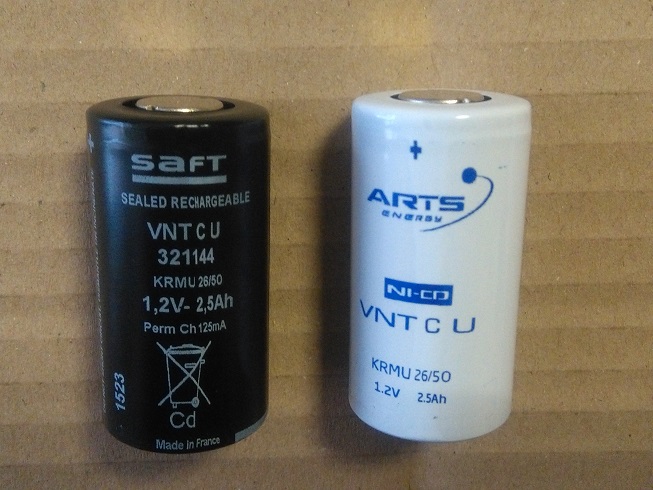 +
saft
SEALED RECHARGEABLE
VNT C U
321144
KRMU 26/50
1,2V- 2,5Ah
Perm Ch 125mA
Cd
Made in France
1523
+
ARTS
ENERGY
NI-CD
VNT C U
KRMU 26/50
1.2V 2.5Ah